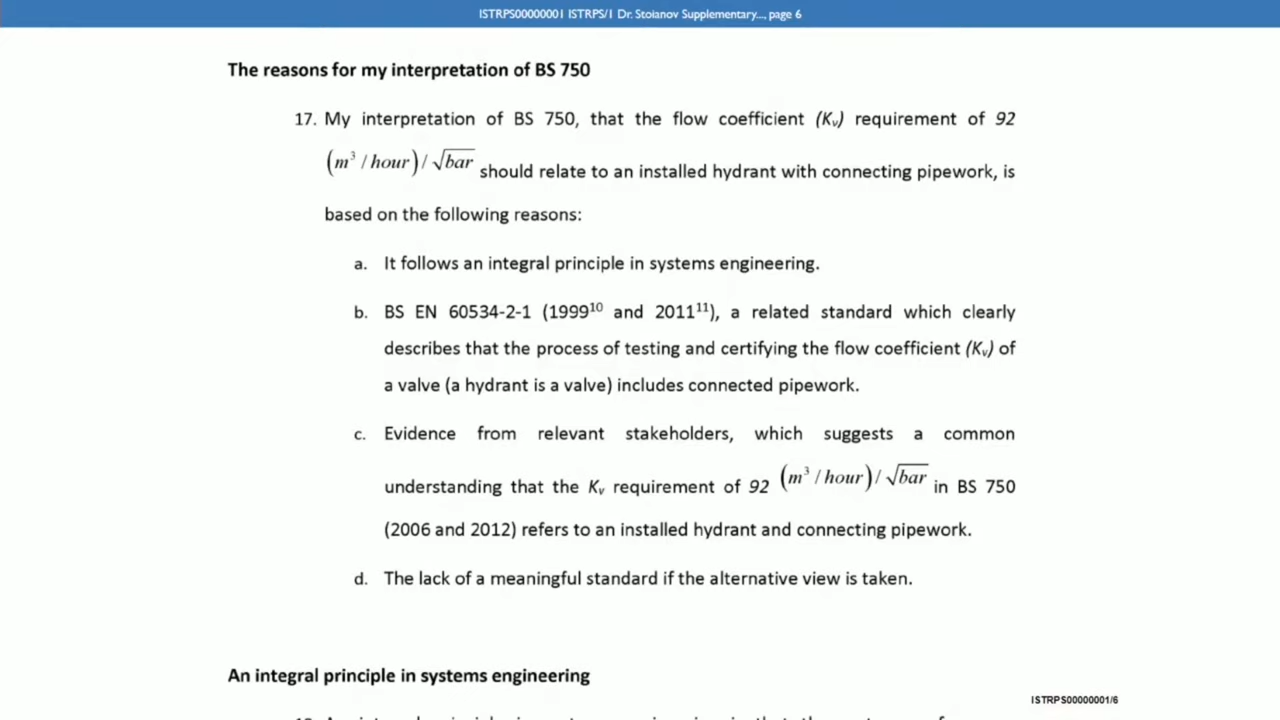 ISTRPS00000001 ISTRPS/1 Dr. Stoianov Supplementary..., page 6
The reasons for my interpretation of BS 750
17. My interpretation of BS 750, that the flow coefficient (Kᵥ) requirement of 92
(m³ / hour) / √bar should relate to an installed hydrant with connecting pipework, is
based on the following reasons:
a. It follows an integral principle in systems engineering.
b. BS EN 60534-2-1 (1999¹⁰ and 2011¹¹), a related standard which clearly
describes that the process of testing and certifying the flow coefficient (Kᵥ) of
a valve (a hydrant is a valve) includes connected pipework.
c. Evidence from relevant stakeholders, which suggests a common
understanding that the Kᵥ requirement of 92 (m³ / hour) / √bar in BS 750
(2006 and 2012) refers to an installed hydrant and connecting pipework.
d. The lack of a meaningful standard if the alternative view is taken.
An integral principle in systems engineering
ISTRPS00000001/6